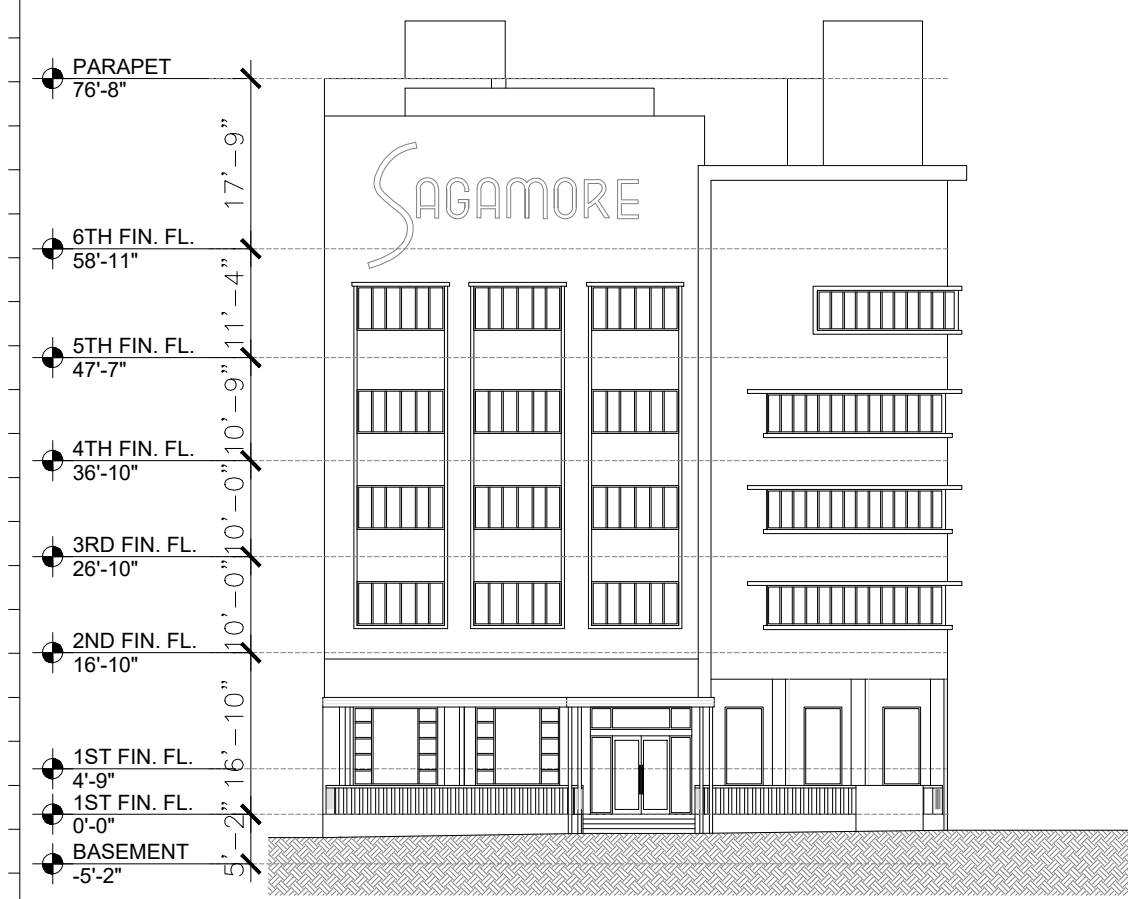 PARAPET
76'-8"
17'-9"
SAGAMORE
6TH FIN. FL.
58'-11"
11'-4"
5TH FIN. FL.
47'-7"
10'-9"
4TH FIN. FL.
36'-10"
10'-0"
3RD FIN. FL.
26'-10"
10'-0"
2ND FIN. FL.
16'-10"
16'-10"
1ST FIN. FL.
4'-9"
1ST FIN. FL.
0'-0"
5'-2"
BASEMENT
-5'-2"